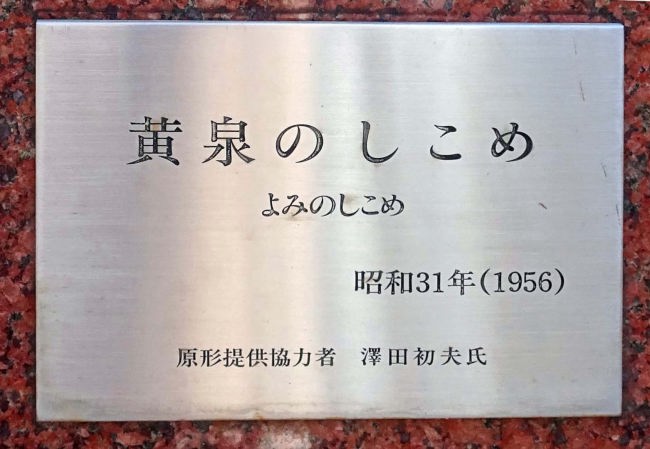 黄泉のしこめ
よみのしこめ
昭和31年(1956)
原形提供協力者　澤田初夫氏